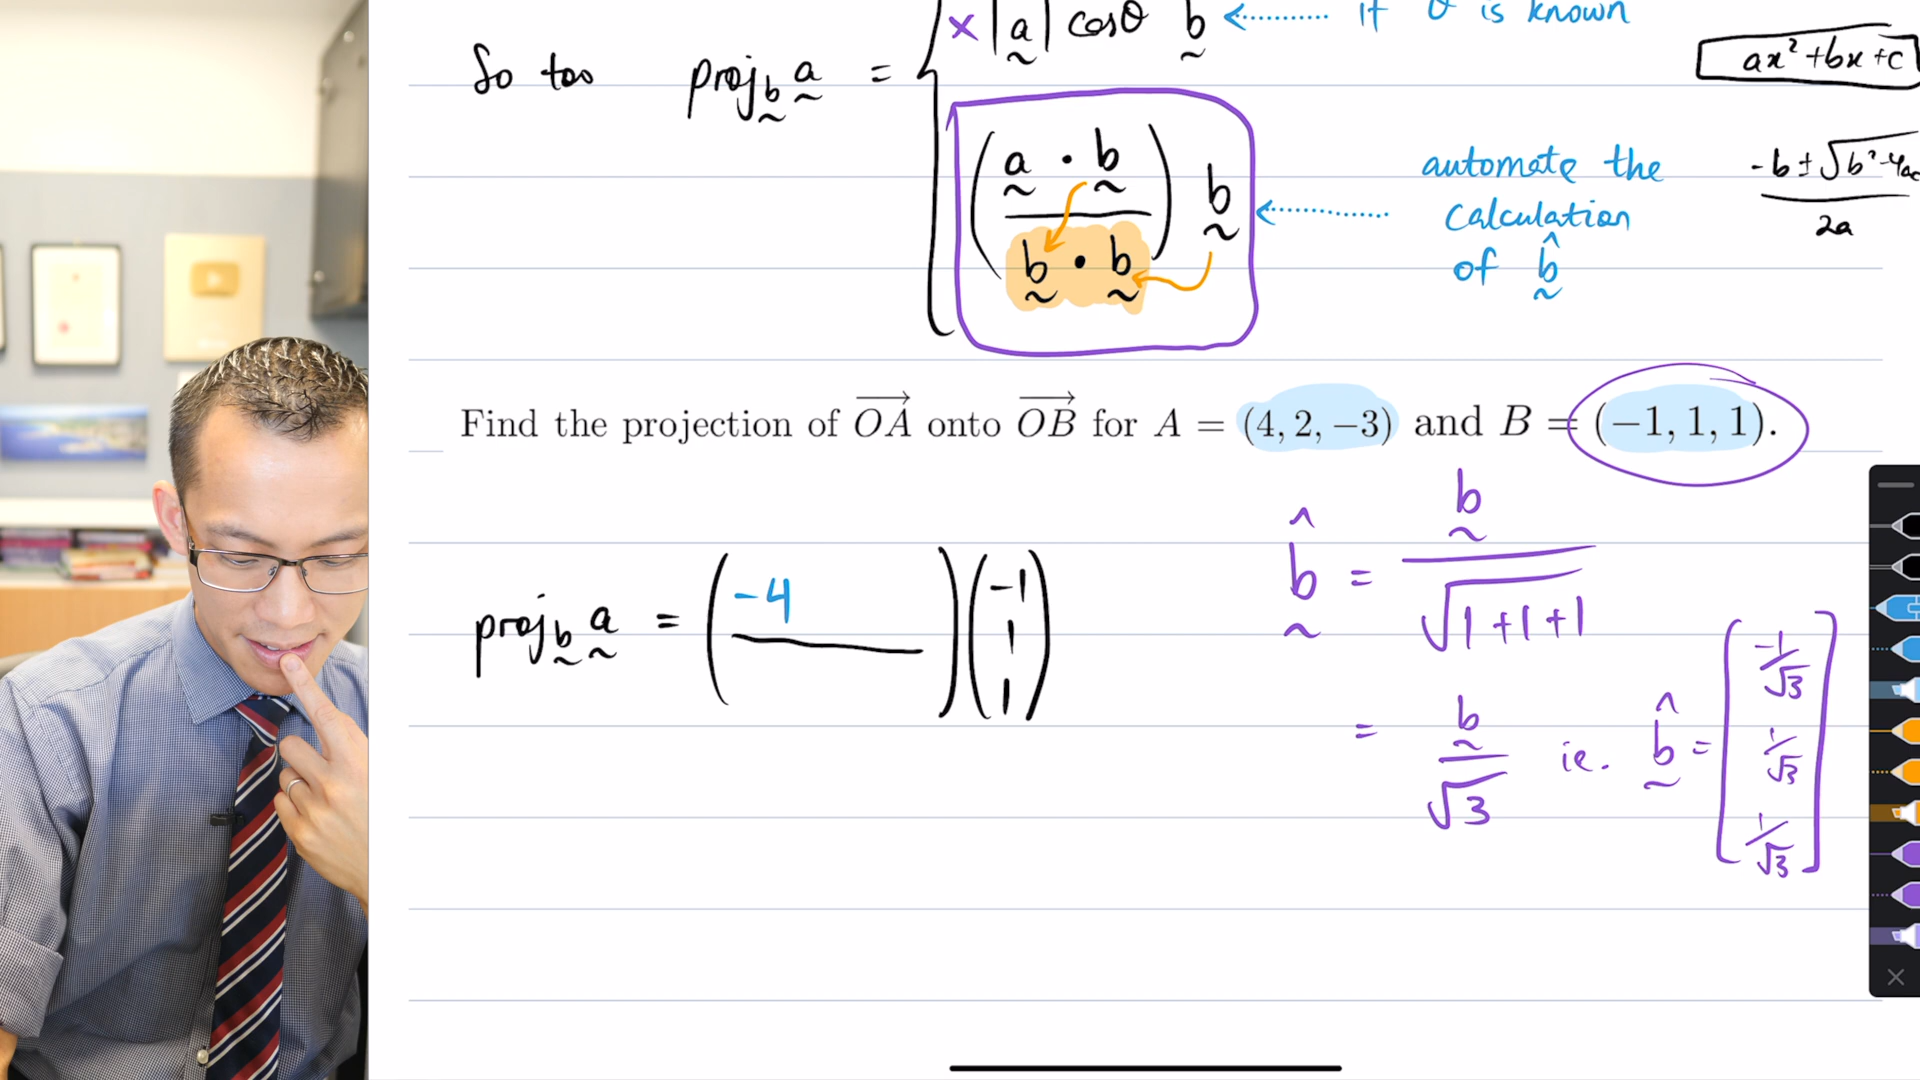 × |a| cosθ b̂ ← if θ is known
So too proj_b a =
ax² + bx + c
(a · b / b · b) b
automate the
calculation
of b̂
-b ± √b² - 4ac
2a
Find the projection of OA onto OB for A = (4, 2, −3) and B = (−1, 1, 1).
b̂ = b / √1+1+1
proj_b a = (-4 / ) (-1 1 1)
= b / √3 ie. b̂ = [-1/√3 1/√3 1/√3]